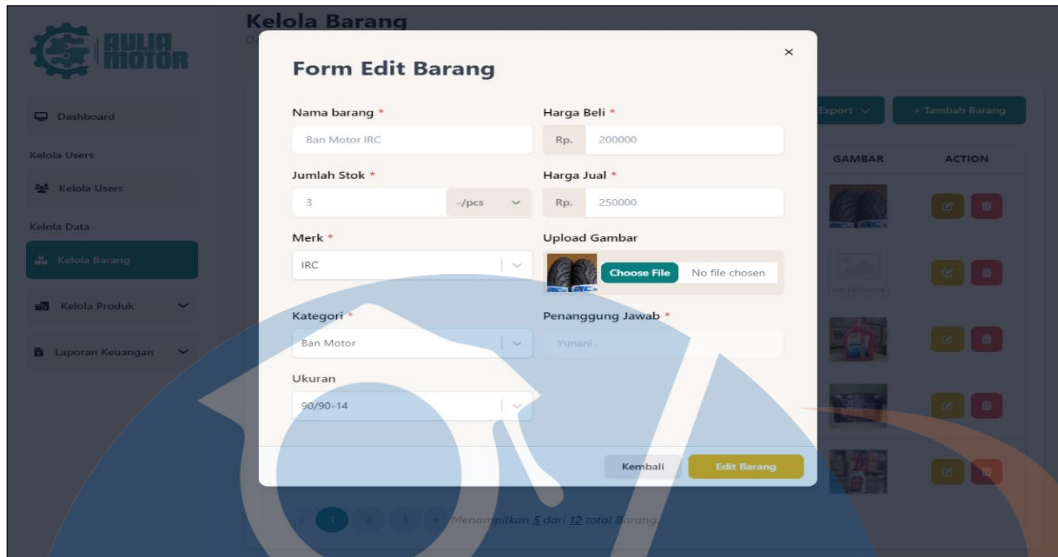 Kelola Barang
AULIA
MOTOR
×
Form Edit Barang
Dashboard
Export
+ Tambah Barang
Nama barang *
Harga Beli *
Ban Motor IRC
Rp. 200000
Kelola Users
GAMBAR
ACTION
Jumlah Stok *
Harga Jual *
Kelola Users
3
-/pcs
Rp. 250000
Kelola Data
Merk *
Upload Gambar
Kelola Barang
IRC
Choose File
No file chosen
Kelola Produk
Kategori *
Penanggung Jawab *
Laporan Keuangan
Ban Motor
Yunani .
Ukuran
90/90-14
Kembali
Edit Barang
« 1 2 3 » Menampilkan 5 dari 12 total Barang